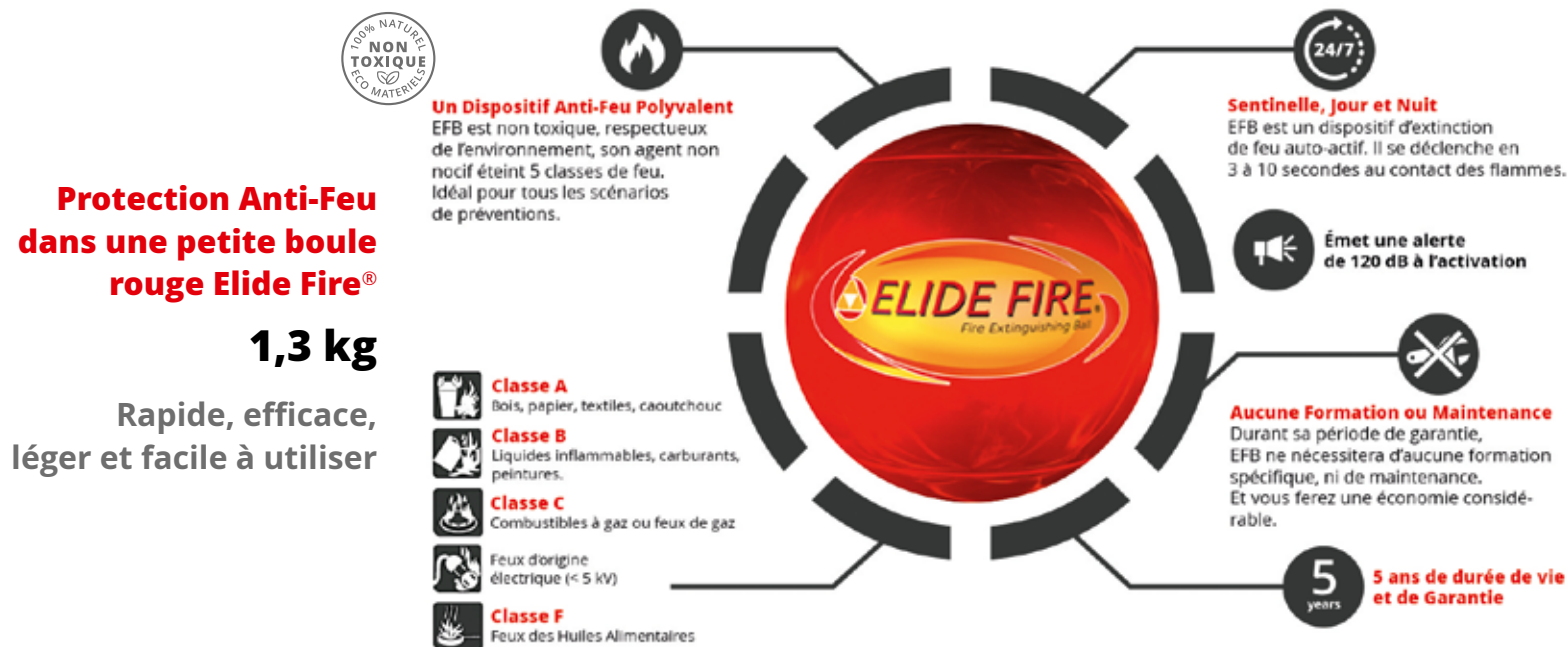 100% NATUREL
NON
TOXIQUE
ECO MATERIELS
Protection Anti-Feu
dans une petite boule
rouge Elide Fire®
1,3 kg
Rapide, efficace,
léger et facile à utiliser
Un Dispositif Anti-Feu Polyvalent
EFB est non toxique, respectueux
de l'environnement, son agent non
nocif éteint 5 classes de feu.
Idéal pour tous les scénarios
de préventions.
Classe A
Bois, papier, textiles, caoutchouc
Classe B
Liquides inflammables, carburants,
peintures.
Classe C
Combustibles à gaz ou feux de gaz
Feux d'origine
électrique (< 5 kV)
Classe F
Feux des Huiles Alimentaires
ELIDE FIRE®
Fire Extinguishing Ball
24/7
Sentinelle, Jour et Nuit
EFB est un dispositif d'extinction
de feu auto-actif. Il se déclenche en
3 à 10 secondes au contact des flammes.
Émet une alerte
de 120 dB à l'activation
Aucune Formation ou Maintenance
Durant sa période de garantie,
EFB ne nécessitera d'aucune formation
spécifique, ni de maintenance.
Et vous ferez une économie considé-
rable.
5
years
5 ans de durée de vie
et de Garantie